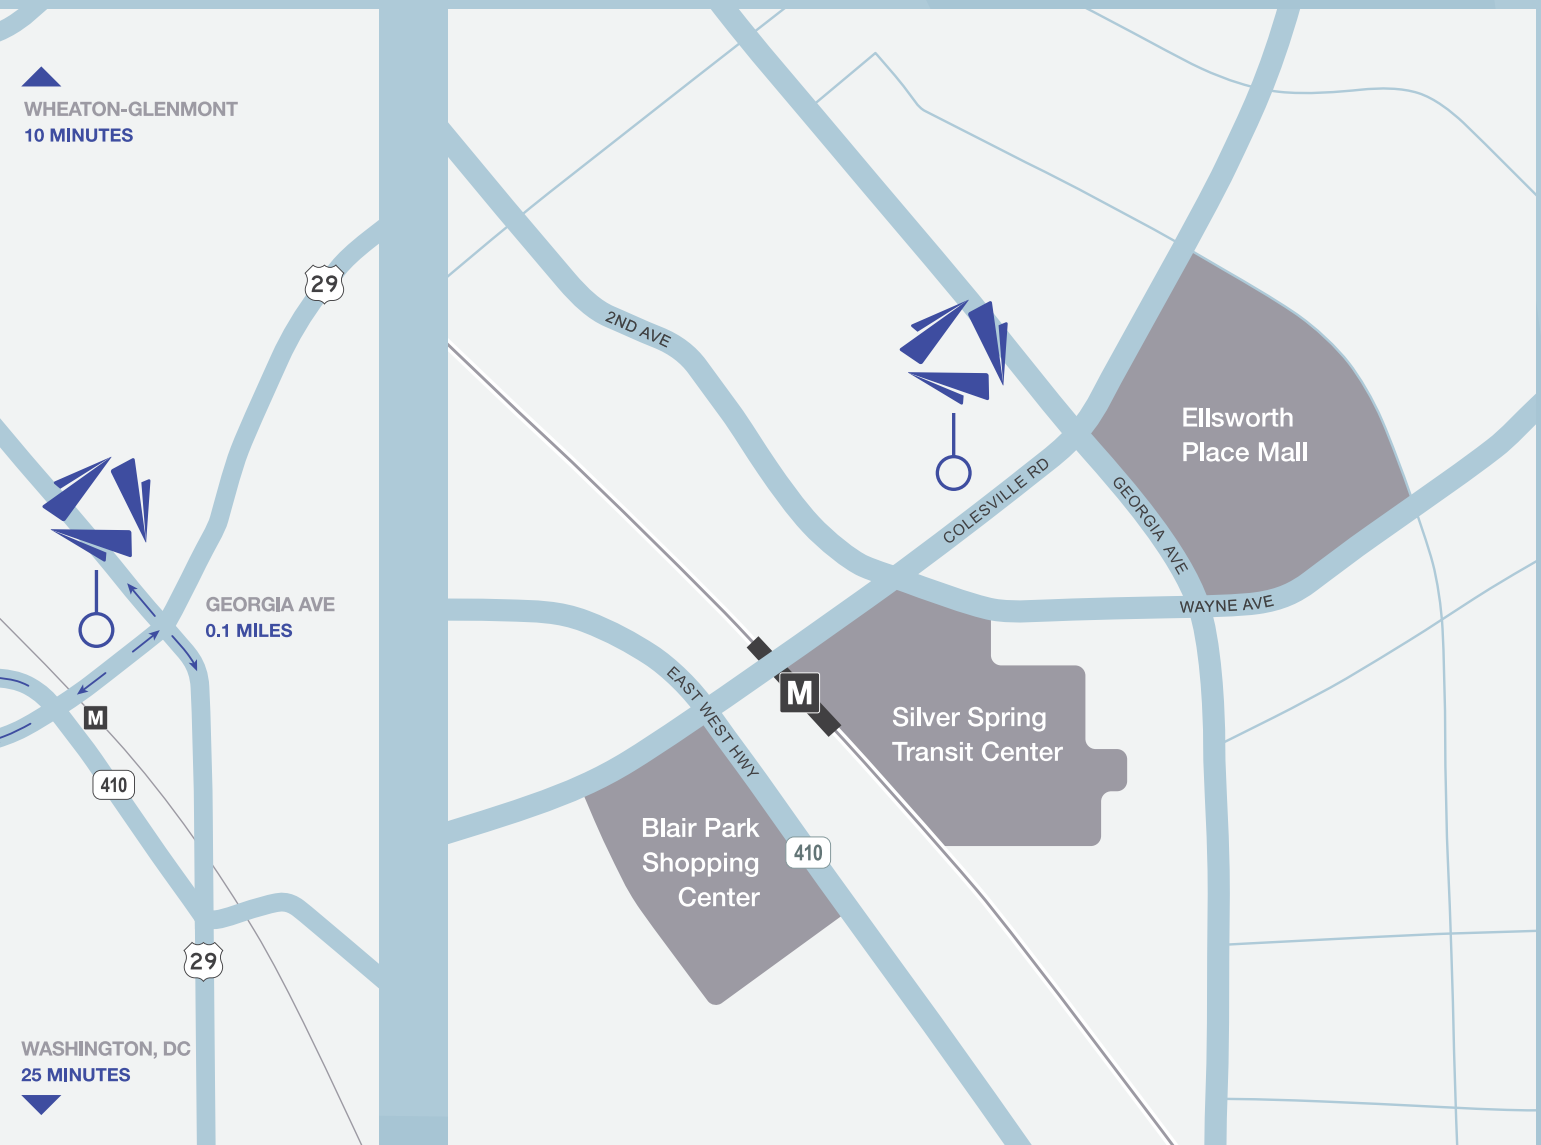 WHEATON-GLENMONT
10 MINUTES
29
GEORGIA AVE
0.1 MILES
M
410
29
WASHINGTON, DC
25 MINUTES
2ND AVE
Ellsworth
Place Mall
COLESVILLE RD
GEORGIA AVE
WAYNE AVE
EAST WEST HWY
M
Silver Spring
Transit Center
Blair Park
Shopping
Center
410